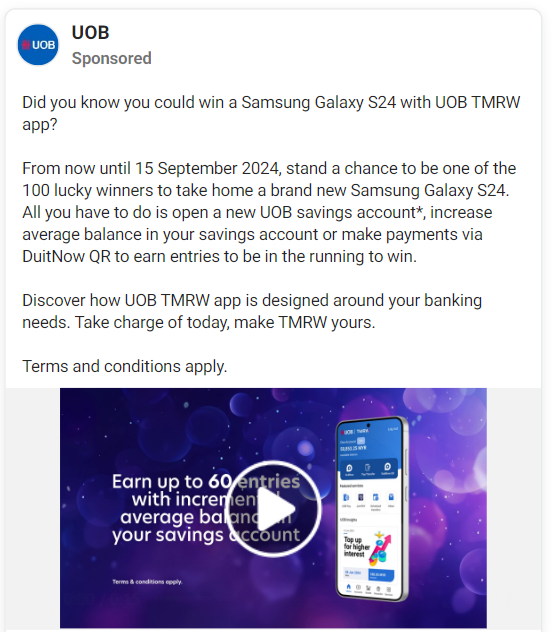 UOB
UOB
Sponsored
Did you know you could win a Samsung Galaxy S24 with UOB TMRW
app?
From now until 15 September 2024, stand a chance to be one of the
100 lucky winners to take home a brand new Samsung Galaxy S24.
All you have to do is open a new UOB savings account*, increase
average balance in your savings account or make payments via
DuitNow QR to earn entries to be in the running to win.
Discover how UOB TMRW app is designed around your banking
needs. Take charge of today, make TMRW yours.
Terms and conditions apply.
Earn up to 60 entries
with incremental
average balance in
your savings account
Terms & conditions apply.
UOB TMRW
Top up
for higher
interest